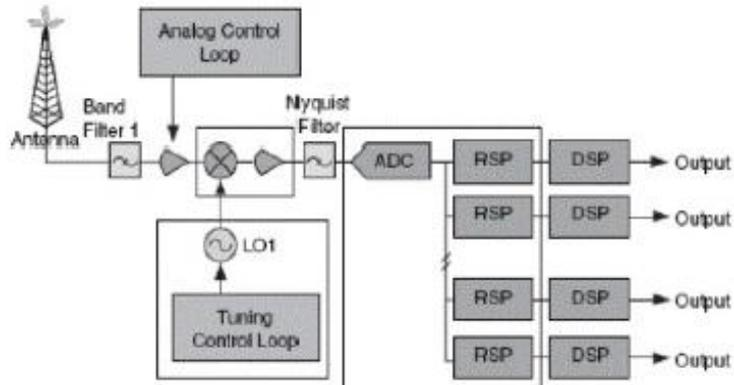 Analog Control
Loop
Band
Filter 1
Nyquist
Filter
Antenna
ADC
RSP
DSP
Output
RSP
DSP
Output
LO1
RSP
DSP
Output
Tuning
Control Loop
RSP
DSP
Output